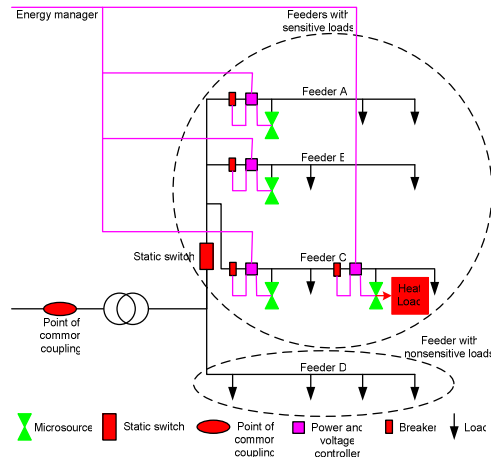 Energy manager
Feeders with
sensitive loads
Feeder A
Feeder B
Static switch
Feeder C
Heat
Load
Point of
common
coupling
Feeder with
nonsensitive loads
Feeder D
Microsource
Static switch
Point of
common
coupling
Power and
voltage
controller
Breaker
Load